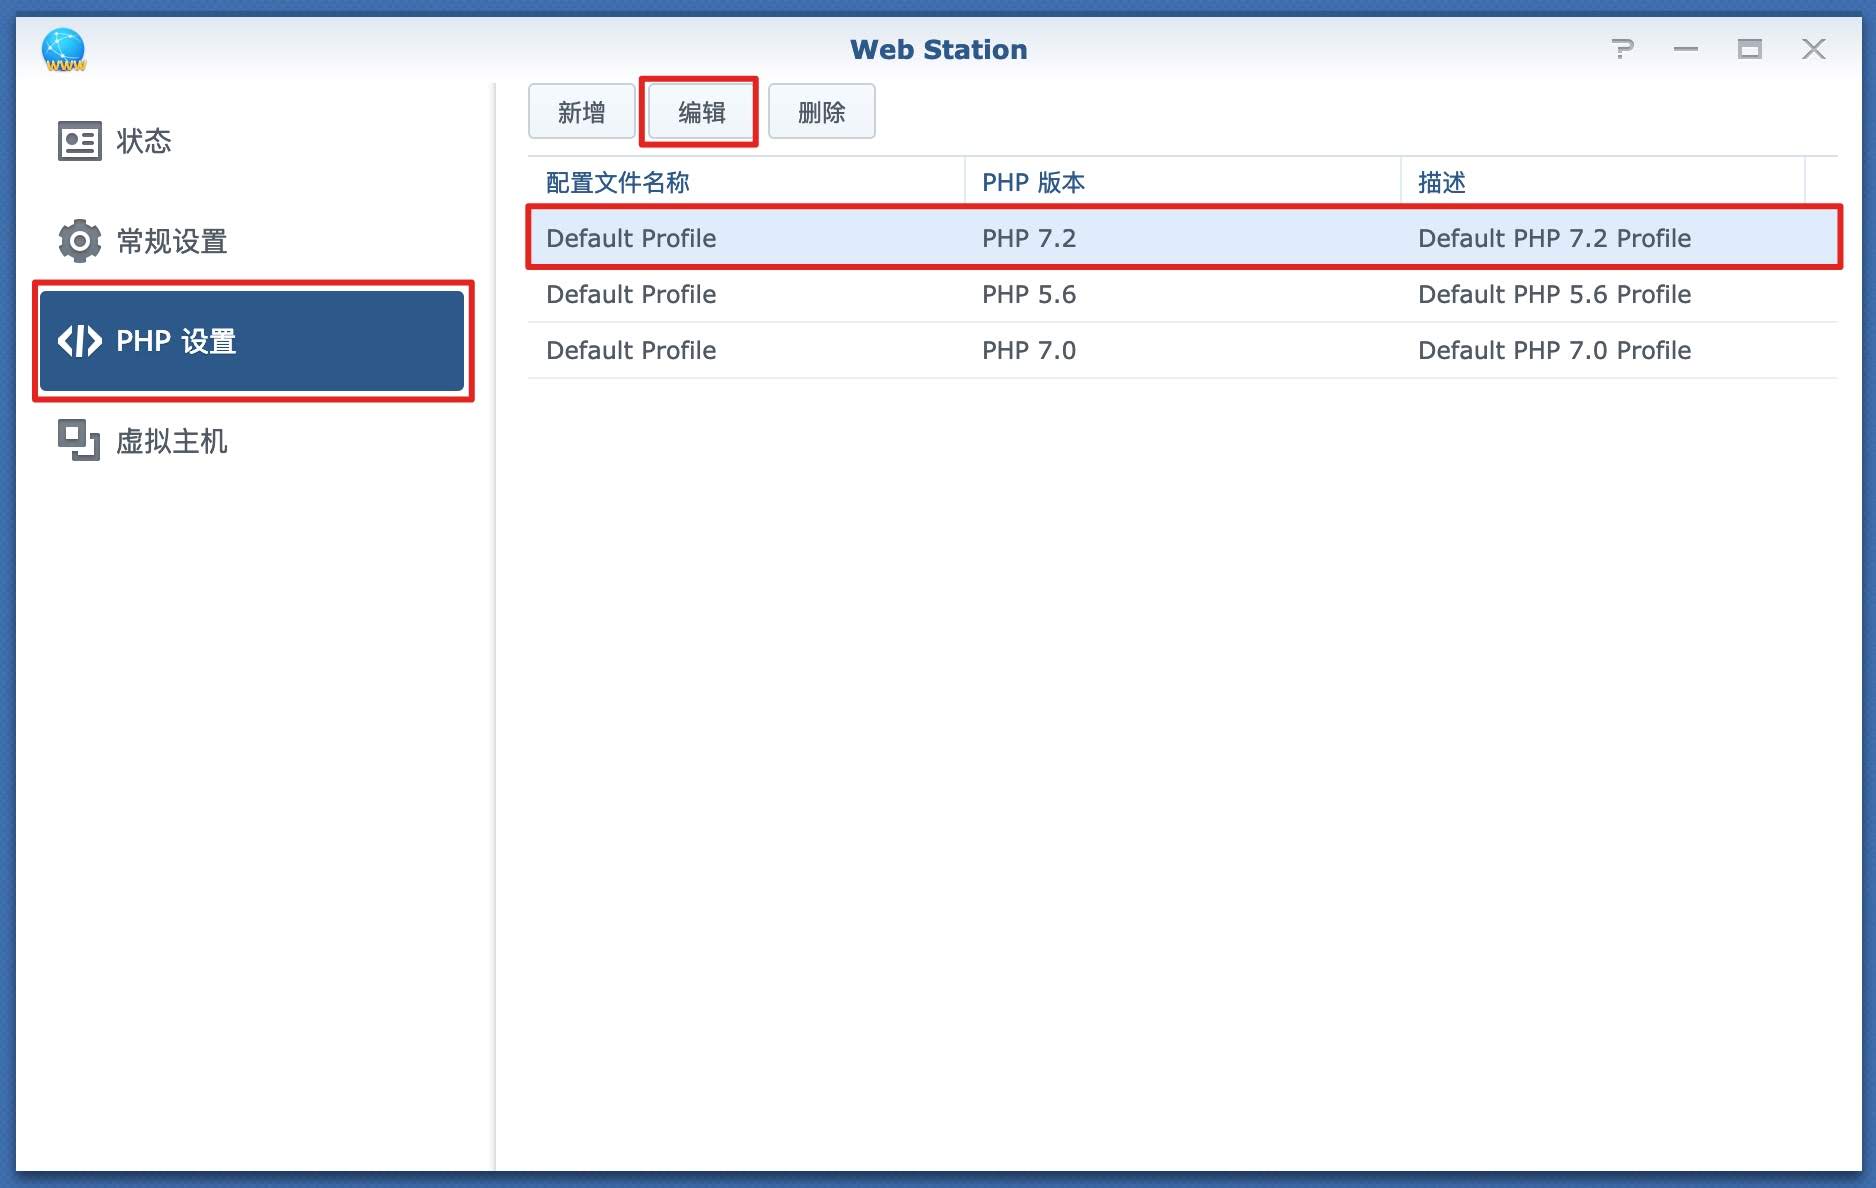 WWW
Web Station
状态
常规设置
PHP 设置
虚拟主机
新增 编辑 删除
配置文件名称 PHP 版本 描述
Default Profile PHP 7.2 Default PHP 7.2 Profile
Default Profile PHP 5.6 Default PHP 5.6 Profile
Default Profile PHP 7.0 Default PHP 7.0 Profile